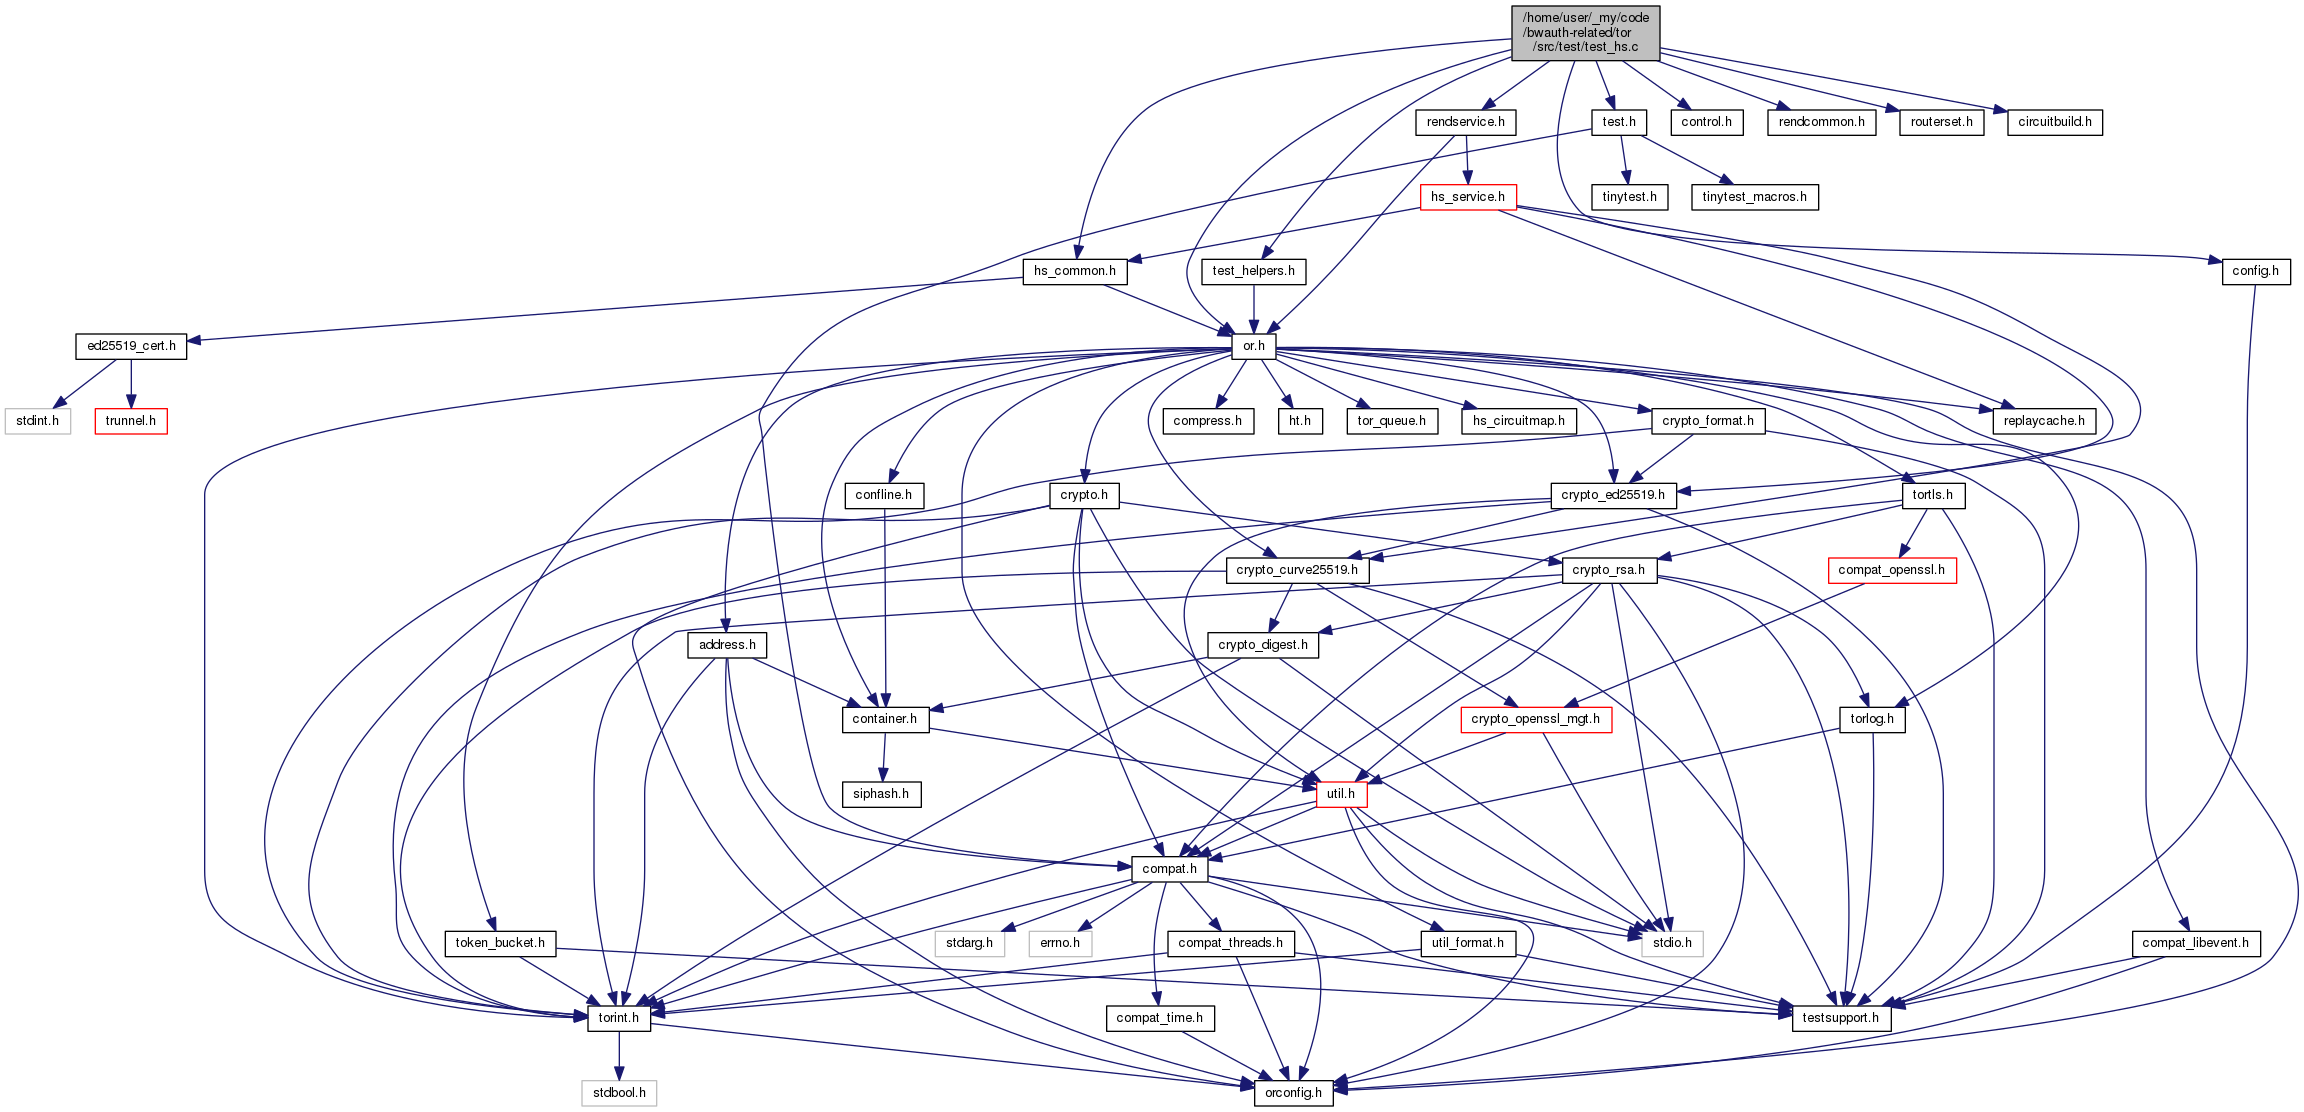 /home/user/_my/code
/bwauth-related/tor
/src/test/test_hs.c
rendservice.h
test.h
control.h
rendcommon.h
routerset.h
circuitbuild.h
hs_service.h
tinytest.h
tinytest_macros.h
hs_common.h
test_helpers.h
config.h
ed25519_cert.h
or.h
stdint.h
trunnel.h
compress.h
ht.h
tor_queue.h
hs_circuitmap.h
crypto_format.h
replaycache.h
confline.h
crypto.h
crypto_ed25519.h
tortls.h
crypto_curve25519.h
crypto_rsa.h
compat_openssl.h
address.h
crypto_digest.h
container.h
crypto_openssl_mgt.h
torlog.h
siphash.h
util.h
compat.h
token_bucket.h
stdarg.h
errno.h
compat_threads.h
util_format.h
stdio.h
compat_libevent.h
torint.h
compat_time.h
testsupport.h
stdbool.h
orconfig.h